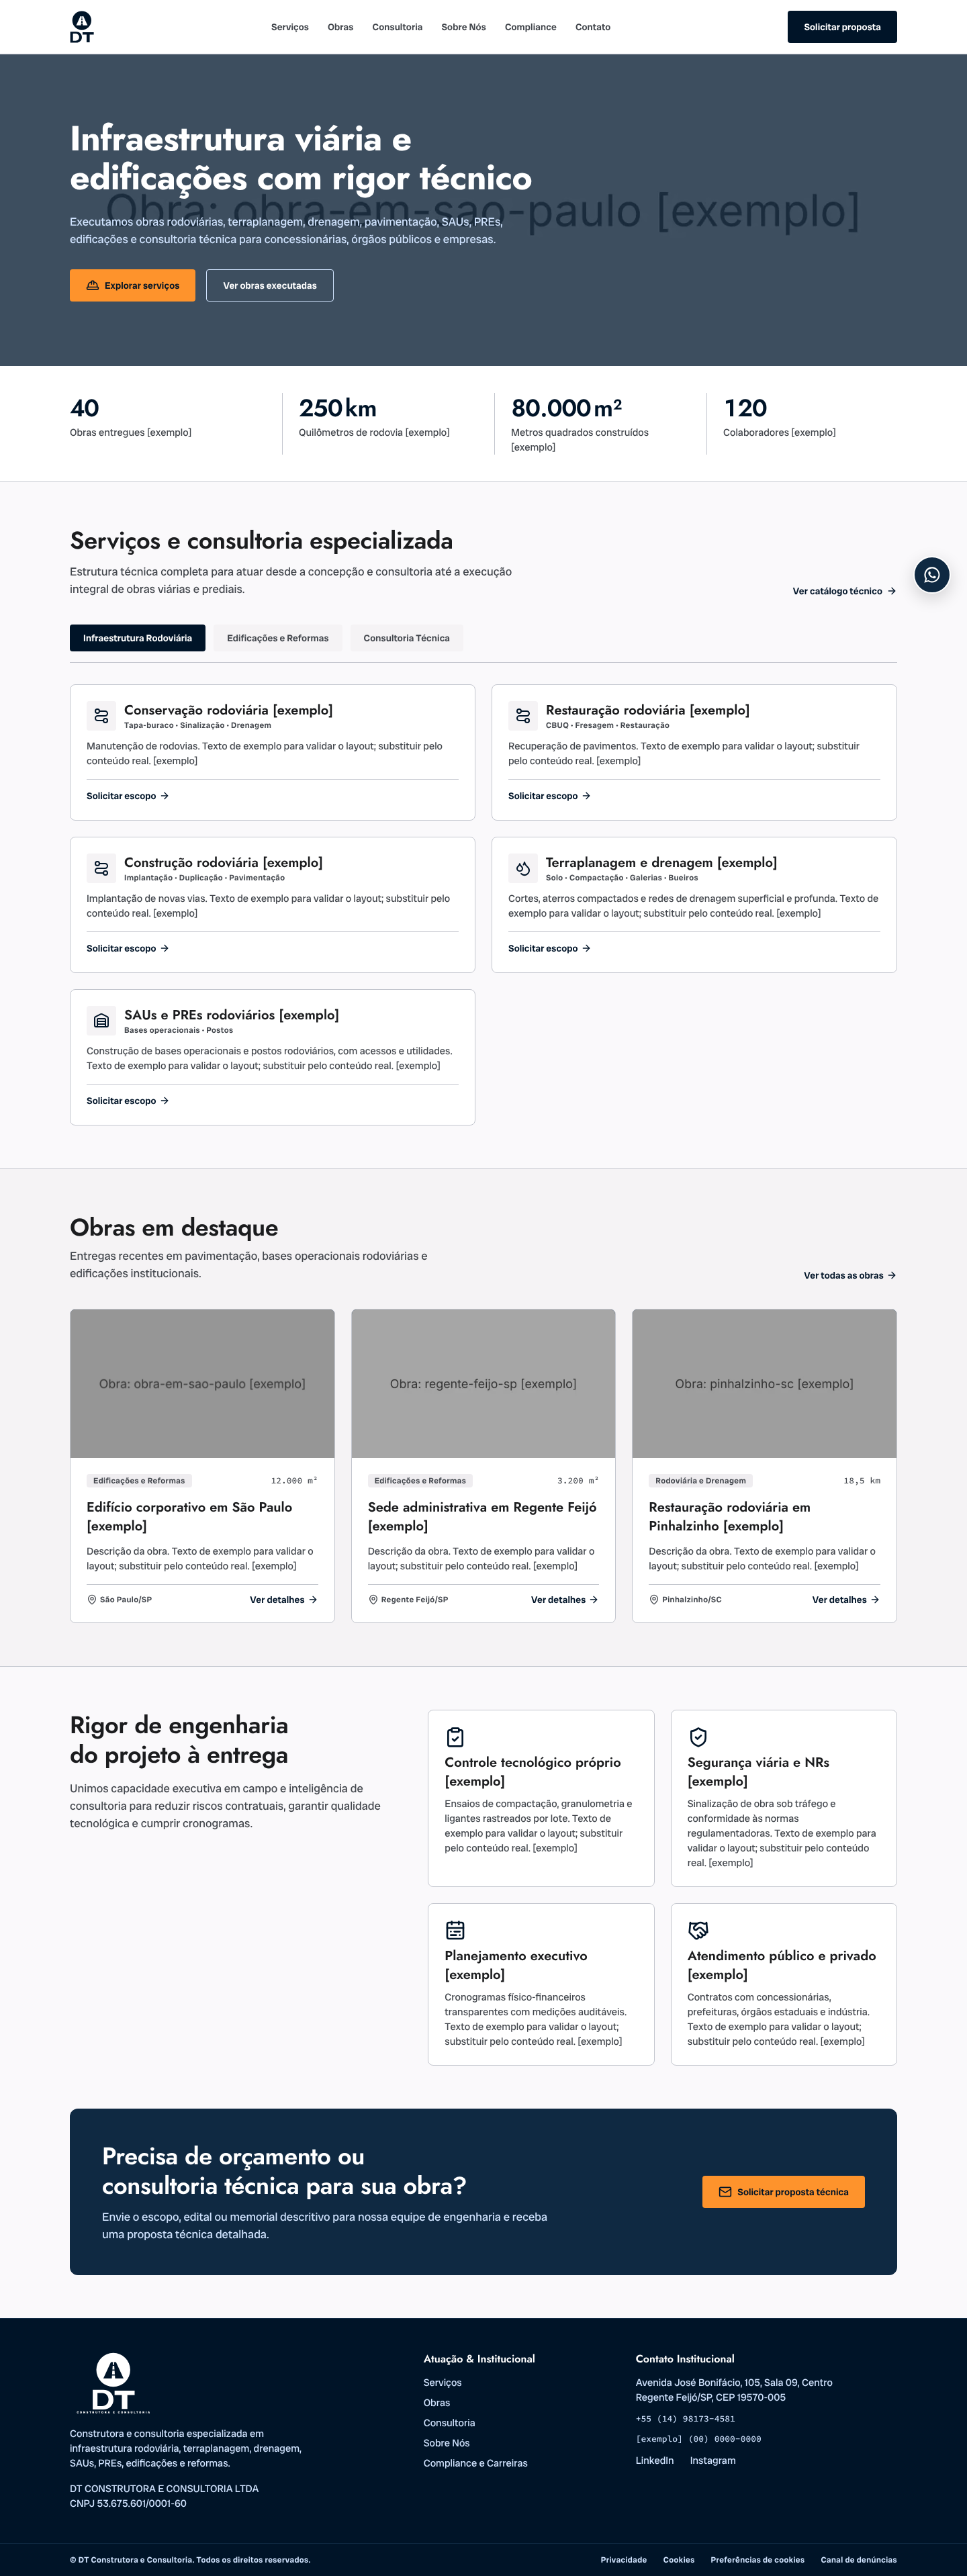 DT
Serviços
Obras
Consultoria
Sobre Nós
Compliance
Contato
Solicitar proposta
Infraestrutura viária e
edificações com rigor técnico
Obra: obra-em-sao-paulo [exemplo]
Executamos obras rodoviárias, terraplanagem, drenagem, pavimentação, SAUs, PREs,
edificações e consultoria técnica para concessionárias, órgãos públicos e empresas.
Explorar serviços
Ver obras executadas
40
Obras entregues [exemplo]
250 km
Quilômetros de rodovia [exemplo]
80.000 m²
Metros quadrados construídos
[exemplo]
120
Colaboradores [exemplo]
Serviços e consultoria especializada
Estrutura técnica completa para atuar desde a concepção e consultoria até a execução
integral de obras viárias e prediais.
Ver catálogo técnico
Infraestrutura Rodoviária
Edificações e Reformas
Consultoria Técnica
Conservação rodoviária [exemplo]
Tapa-buraco • Sinalização • Drenagem
Manutenção de rodovias. Texto de exemplo para validar o layout; substituir pelo
conteúdo real. [exemplo]
Solicitar escopo
Restauração rodoviária [exemplo]
CBUQ • Fresagem • Restauração
Recuperação de pavimentos. Texto de exemplo para validar o layout; substituir
pelo conteúdo real. [exemplo]
Solicitar escopo
Construção rodoviária [exemplo]
Implantação • Duplicação • Pavimentação
Implantação de novas vias. Texto de exemplo para validar o layout; substituir pelo
conteúdo real. [exemplo]
Solicitar escopo
Terraplanagem e drenagem [exemplo]
Solo • Compactação • Galerias • Bueiros
Cortes, aterros compactados e redes de drenagem superficial e profunda. Texto de
exemplo para validar o layout; substituir pelo conteúdo real. [exemplo]
Solicitar escopo
SAUs e PREs rodoviários [exemplo]
Bases operacionais • Postos
Construção de bases operacionais e postos rodoviários, com acessos e utilidades.
Texto de exemplo para validar o layout; substituir pelo conteúdo real. [exemplo]
Solicitar escopo
Obras em destaque
Entregas recentes em pavimentação, bases operacionais rodoviárias e
edificações institucionais.
Ver todas as obras
Obra: obra-em-sao-paulo [exemplo]
Edificações e Reformas
12.000 m²
Edifício corporativo em São Paulo
[exemplo]
Descrição da obra. Texto de exemplo para validar o
layout; substituir pelo conteúdo real. [exemplo]
São Paulo/SP
Ver detalhes
Obra: regente-feijo-sp [exemplo]
Edificações e Reformas
3.200 m²
Sede administrativa em Regente Feijó
[exemplo]
Descrição da obra. Texto de exemplo para validar o
layout; substituir pelo conteúdo real. [exemplo]
Regente Feijó/SP
Ver detalhes
Obra: pinhalzinho-sc [exemplo]
Rodoviária e Drenagem
18,5 km
Restauração rodoviária em
Pinhalzinho [exemplo]
Descrição da obra. Texto de exemplo para validar o
layout; substituir pelo conteúdo real. [exemplo]
Pinhalzinho/SC
Ver detalhes
Rigor de engenharia
do projeto à entrega
Unimos capacidade executiva em campo e inteligência de
consultoria para reduzir riscos contratuais, garantir qualidade
tecnológica e cumprir cronogramas.
Controle tecnológico próprio
[exemplo]
Ensaios de compactação, granulometria e
ligantes rastreados por lote. Texto de
exemplo para validar o layout; substituir
pelo conteúdo real. [exemplo]
Segurança viária e NRs
[exemplo]
Sinalização de obra sob tráfego e
conformidade às normas
regulamentadoras. Texto de exemplo para
validar o layout; substituir pelo conteúdo
real. [exemplo]
Planejamento executivo
[exemplo]
Cronogramas físico-financeiros
transparentes com medições auditáveis.
Texto de exemplo para validar o layout;
substituir pelo conteúdo real. [exemplo]
Atendimento público e privado
[exemplo]
Contratos com concessionárias,
prefeituras, órgãos estaduais e indústria.
Texto de exemplo para validar o layout;
substituir pelo conteúdo real. [exemplo]
Precisa de orçamento ou
consultoria técnica para sua obra?
Envie o escopo, edital ou memorial descritivo para nossa equipe de engenharia e receba
uma proposta técnica detalhada.
Solicitar proposta técnica
DT
CONSTRUTORA E CONSULTORIA
Construtora e consultoria especializada em
infraestrutura rodoviária, terraplanagem, drenagem,
SAUs, PREs, edificações e reformas.
DT CONSTRUTORA E CONSULTORIA LTDA
CNPJ 53.675.601/0001-60
Atuação & Institucional
Serviços
Obras
Consultoria
Sobre Nós
Compliance e Carreiras
Contato Institucional
Avenida José Bonifácio, 105, Sala 09, Centro
Regente Feijó/SP, CEP 19570-005
+55 (14) 98173-4581
[exemplo] (00) 0000-0000
LinkedIn
Instagram
© DT Construtora e Consultoria. Todos os direitos reservados.
Privacidade
Cookies
Preferências de cookies
Canal de denúncias